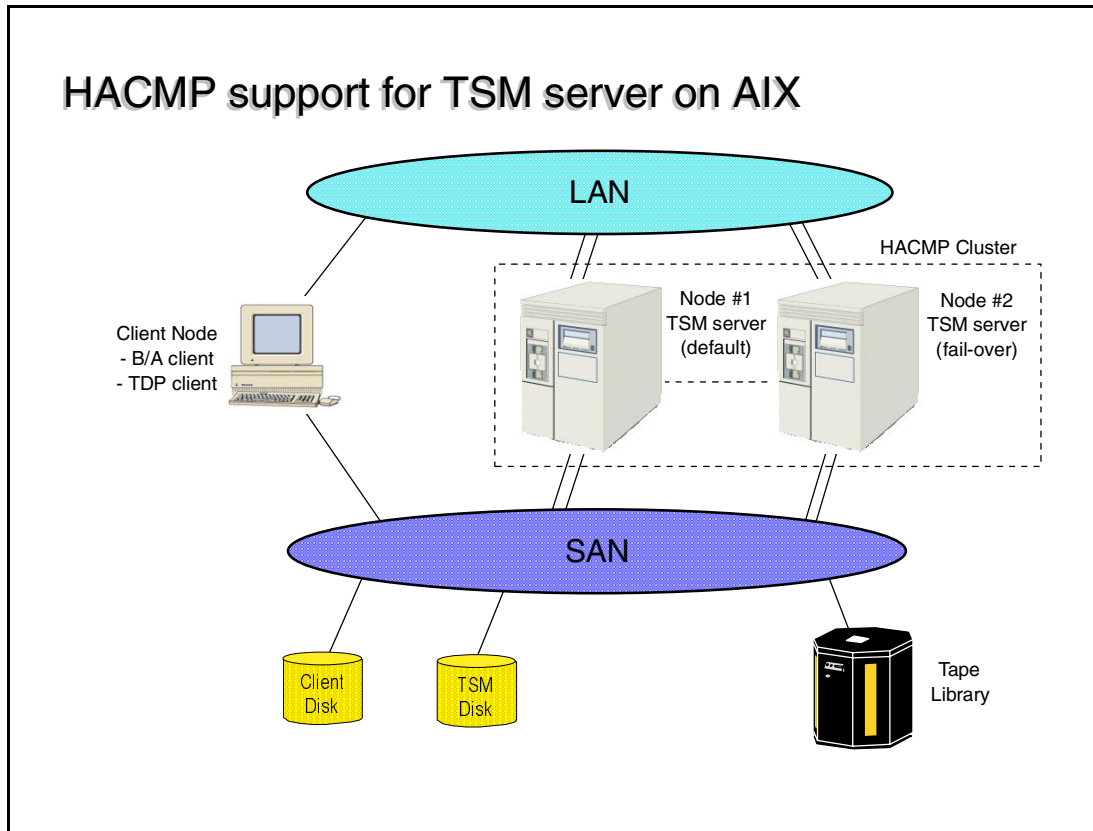 HACMP support for TSM server on AIX
LAN
HACMP Cluster
Client Node
- B/A client
- TDP client
Node #1
TSM server
(default)
Node #2
TSM server
(fail-over)
SAN
Client
Disk
TSM
Disk
Tape
Library